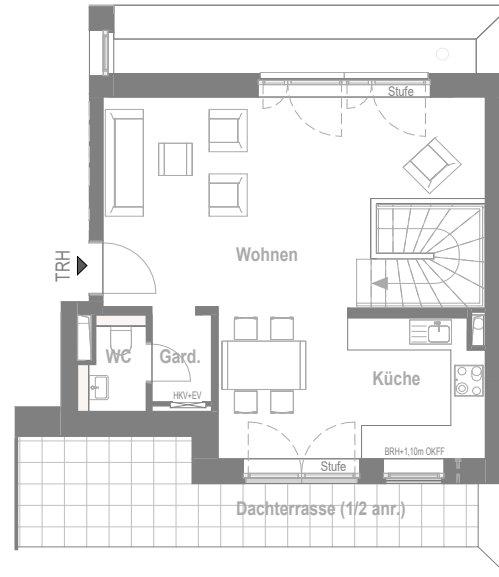 Stufe
Wohnen
TRH
WC
Gard.
Küche
HKV+EV
BRH+1,10m OKFF
Stufe
Dachterrasse (1/2 anr.)